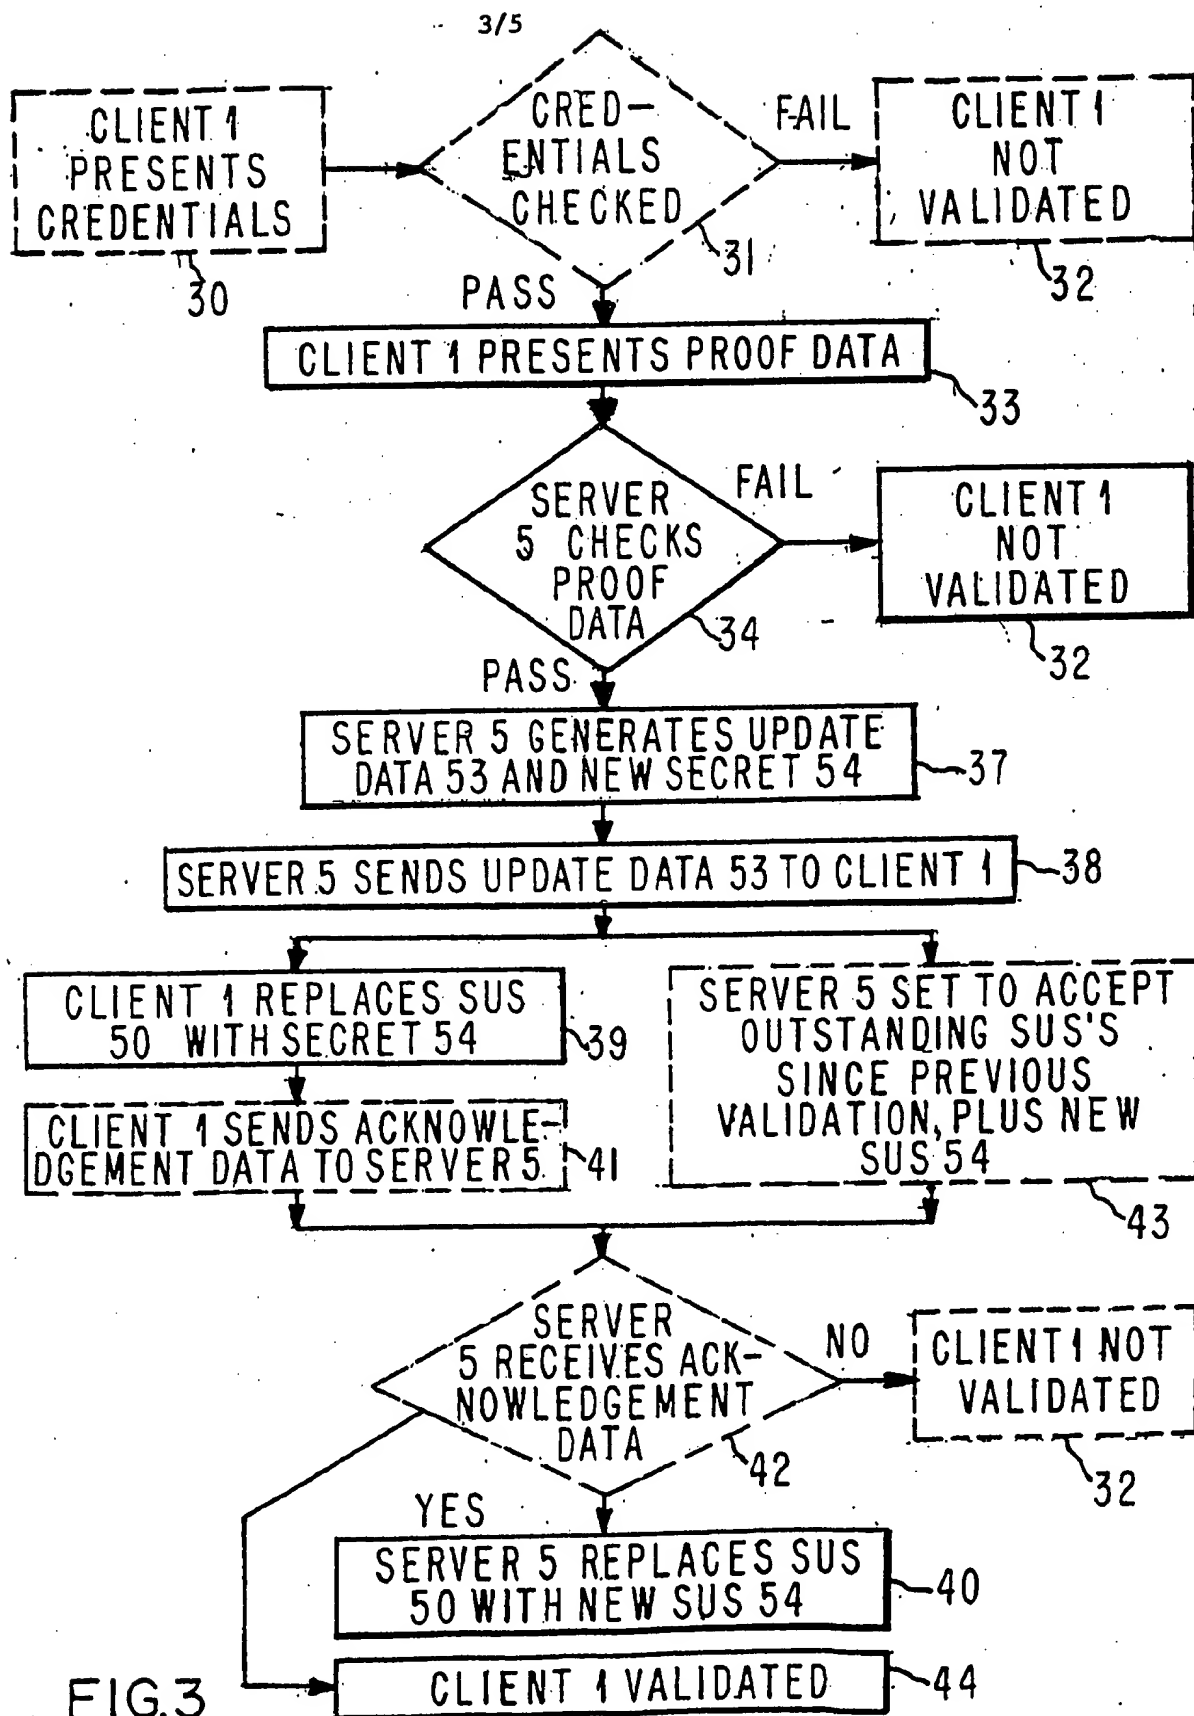 3/5
CLIENT 1
PRESENTS
CREDENTIALS
30
CRED-
ENTIALS
CHECKED
31
FAIL
CLIENT 1
NOT
VALIDATED
32
PASS
CLIENT 1 PRESENTS PROOF DATA
33
SERVER
5 CHECKS
PROOF
DATA
34
FAIL
CLIENT 1
NOT
VALIDATED
32
PASS
SERVER 5 GENERATES UPDATE
DATA 53 AND NEW SECRET 54
37
SERVER 5 SENDS UPDATE DATA 53 TO CLIENT 1
38
CLIENT 1 REPLACES SUS
50 WITH SECRET 54
39
CLIENT 1 SENDS ACKNOWLE-
DGEMENT DATA TO SERVER 5
41
SERVER 5 SET TO ACCEPT
OUTSTANDING SUS'S
SINCE PREVIOUS
VALIDATION, PLUS NEW
SUS 54
43
SERVER
5 RECEIVES ACK-
NOWLEDGEMENT
DATA
42
NO
CLIENT 1 NOT
VALIDATED
32
YES
SERVER 5 REPLACES SUS
50 WITH NEW SUS 54
40
CLIENT 1 VALIDATED
44
FIG.3